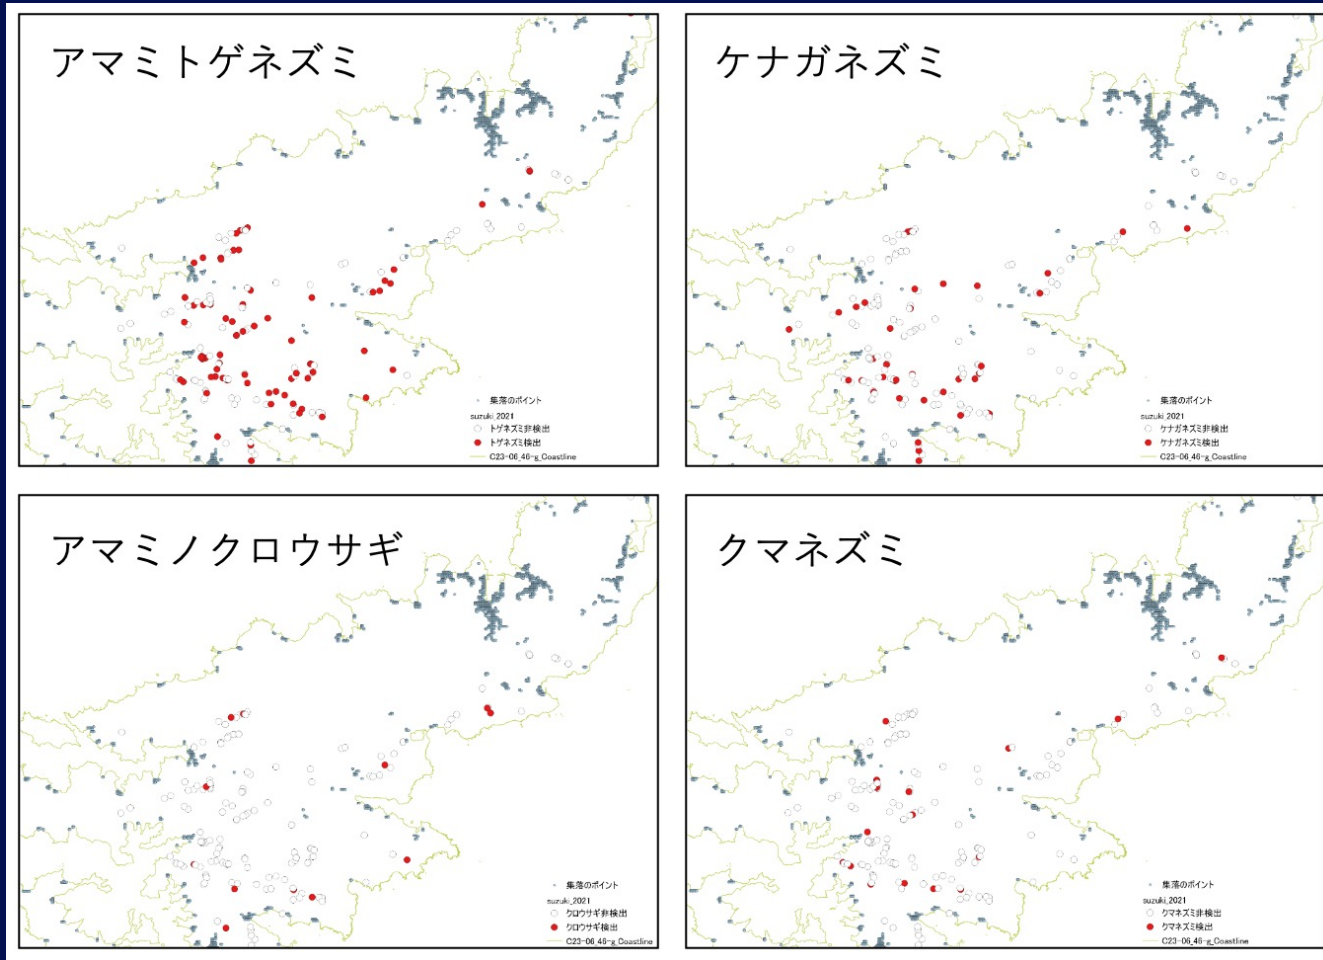 アマミトゲネズミ
集落のポイント
suzuki_2021
トゲネズミ非検出
トゲネズミ検出
C23-06_46-g_Coastline
ケナガネズミ
集落のポイント
suzuki_2021
ケナガネズミ非検出
ケナガネズミ検出
C23-06_46-g_Coastline
アマミノクロウサギ
集落のポイント
suzuki_2021
クロウサギ非検出
クロウサギ検出
C23-06_46-g_Coastline
クマネズミ
集落のポイント
suzuki_2021
クマネズミ非検出
クマネズミ検出
C23-06_46-g_Coastline